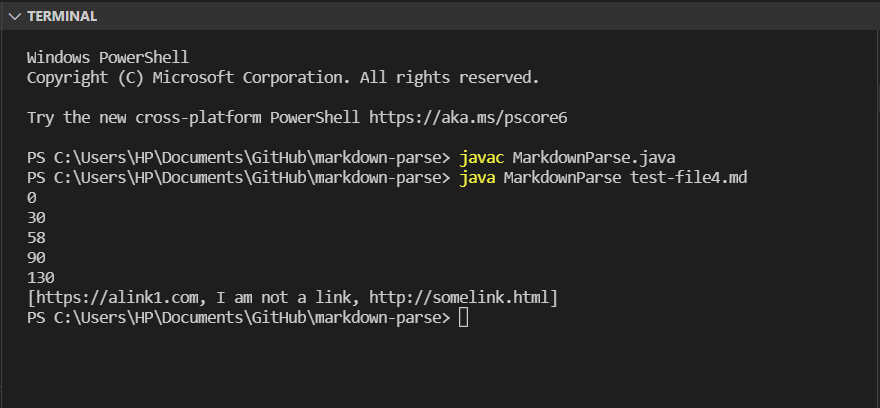 TERMINAL
Windows PowerShell
Copyright (C) Microsoft Corporation. All rights reserved.
Try the new cross-platform PowerShell https://aka.ms/pscore6
PS C:\Users\HP\Documents\GitHub\markdown-parse> javac MarkdownParse.java
PS C:\Users\HP\Documents\GitHub\markdown-parse> java MarkdownParse test-file4.md
0
30
58
90
130
[https://alink1.com, I am not a link, http://somelink.html]
PS C:\Users\HP\Documents\GitHub\markdown-parse>